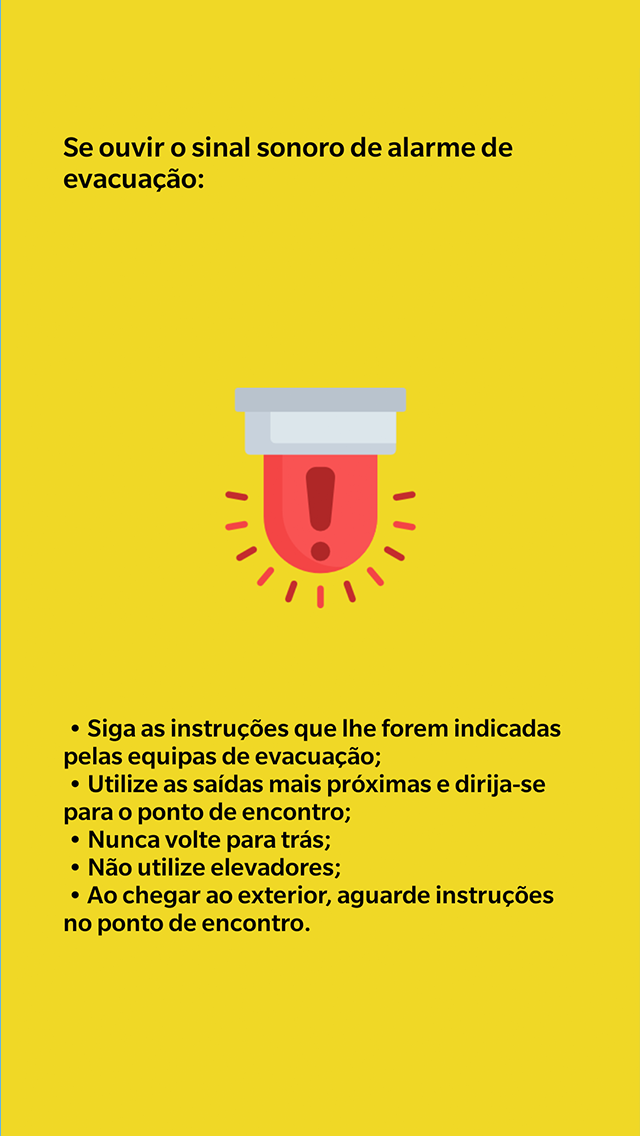 Se ouvir o sinal sonoro de alarme de
evacuação:
• Siga as instruções que lhe forem indicadas
pelas equipas de evacuação;
• Utilize as saídas mais próximas e dirija-se
para o ponto de encontro;
• Nunca volte para trás;
• Não utilize elevadores;
• Ao chegar ao exterior, aguarde instruções
no ponto de encontro.